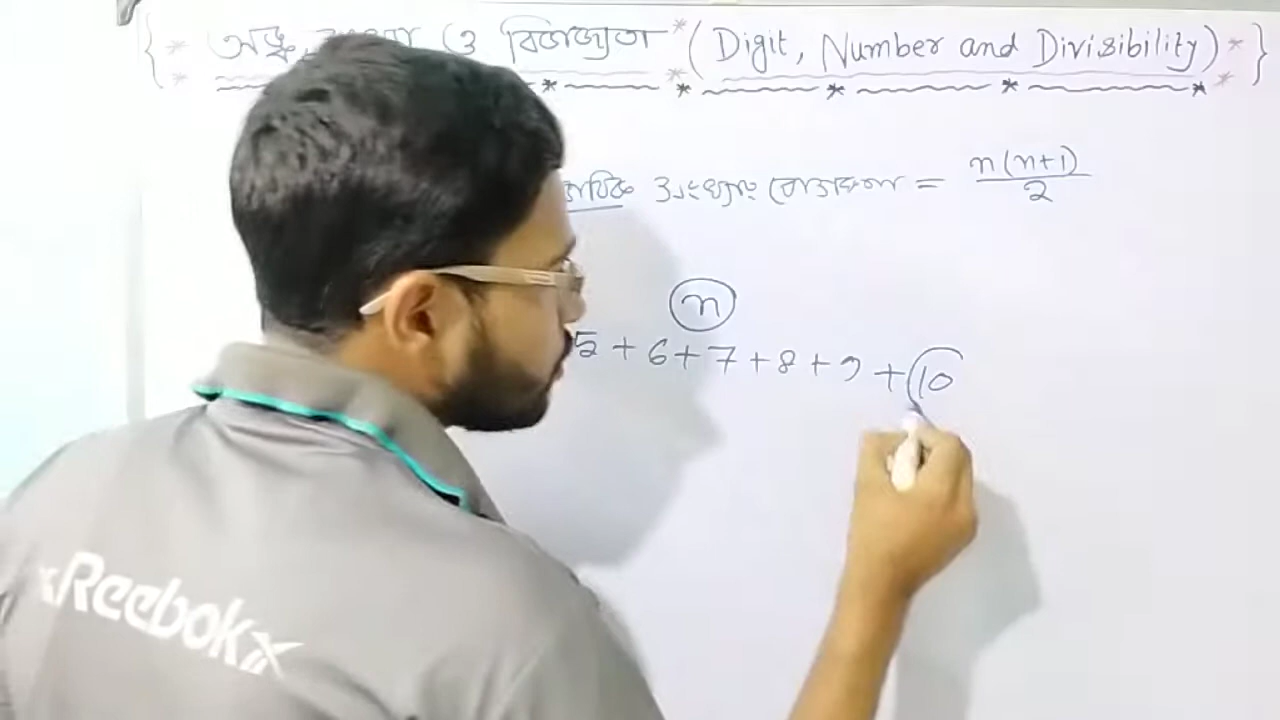 { * অঙ্ক, ও বিভাজ্যতা * ( Digit, Number and Divisibility) * }
সংখ্যার যোগফল = n(n+1)/2
n
5 + 6 + 7 + 8 + 9 + 10
Reebok